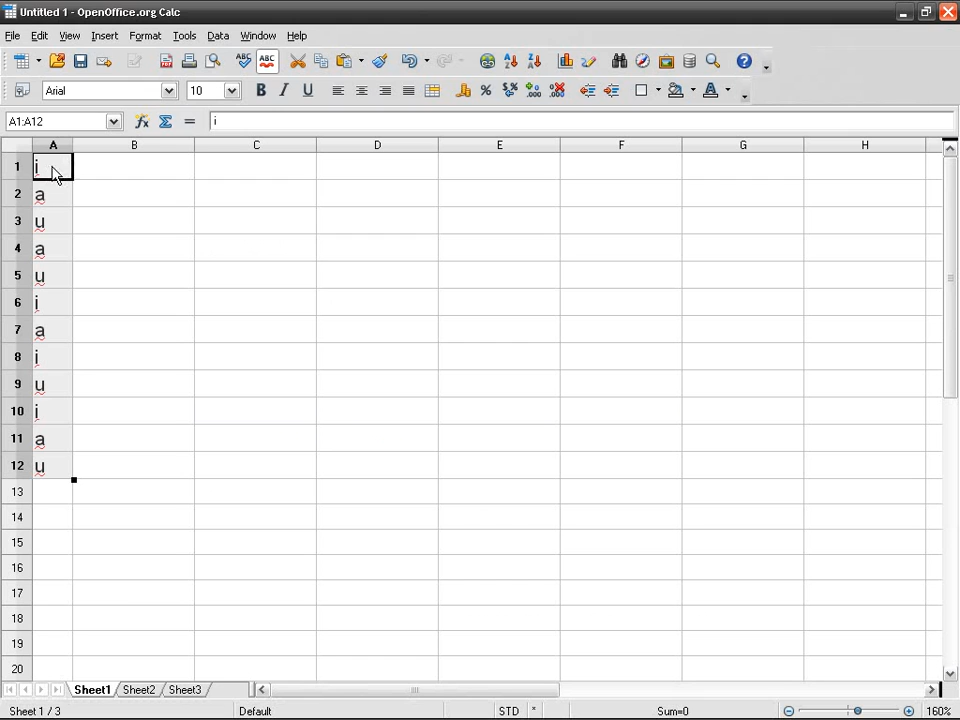 Untitled 1 - OpenOffice.org Calc
File Edit View Insert Format Tools Data Window Help
ABC ABC
Arial 10 B I U A
A1:A12 i
A B C D E F G H
1 i
2 a
3 u
4 a
5 u
6 i
7 a
8 i
9 u
10 i
11 a
12 u
13
14
15
16
17
18
19
20
Sheet1 Sheet2 Sheet3
Sheet 1 / 3 Default STD * Sum=0 160%